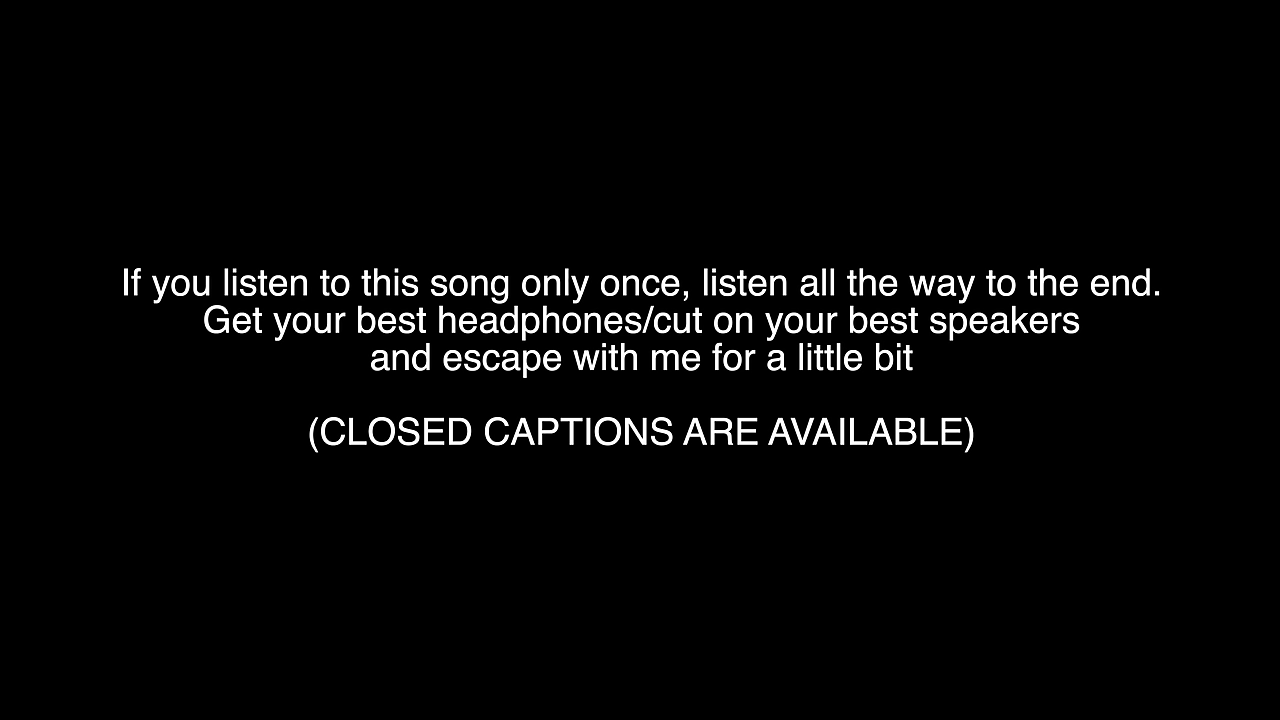 If you listen to this song only once, listen all the way to the end.
Get your best headphones/cut on your best speakers
and escape with me for a little bit
(CLOSED CAPTIONS ARE AVAILABLE)